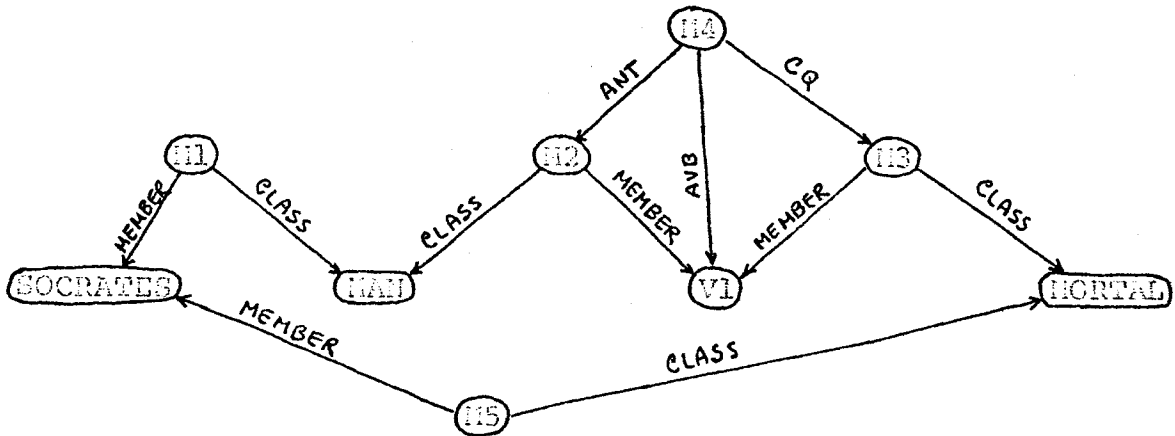 M4
ANT
CQ
M1
M2
AVB
M3
MEMBER
CLASS
CLASS
MEMBER
MEMBER
CLASS
SOCRATES
MAN
V1
MORTAL
MEMBER
CLASS
M5